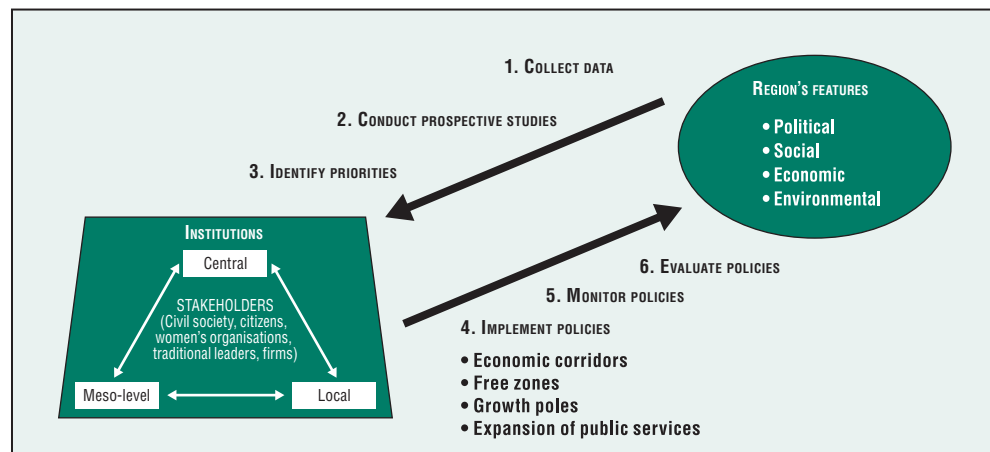 1. COLLECT DATA
2. CONDUCT PROSPECTIVE STUDIES
3. IDENTIFY PRIORITIES
REGION'S FEATURES
• Political
• Social
• Economic
• Environmental
INSTITUTIONS
Central
STAKEHOLDERS
(Civil society, citizens,
women's organisations,
traditional leaders, firms)
Meso-level
Local
6. EVALUATE POLICIES
5. MONITOR POLICIES
4. IMPLEMENT POLICIES
• Economic corridors
• Free zones
• Growth poles
• Expansion of public services